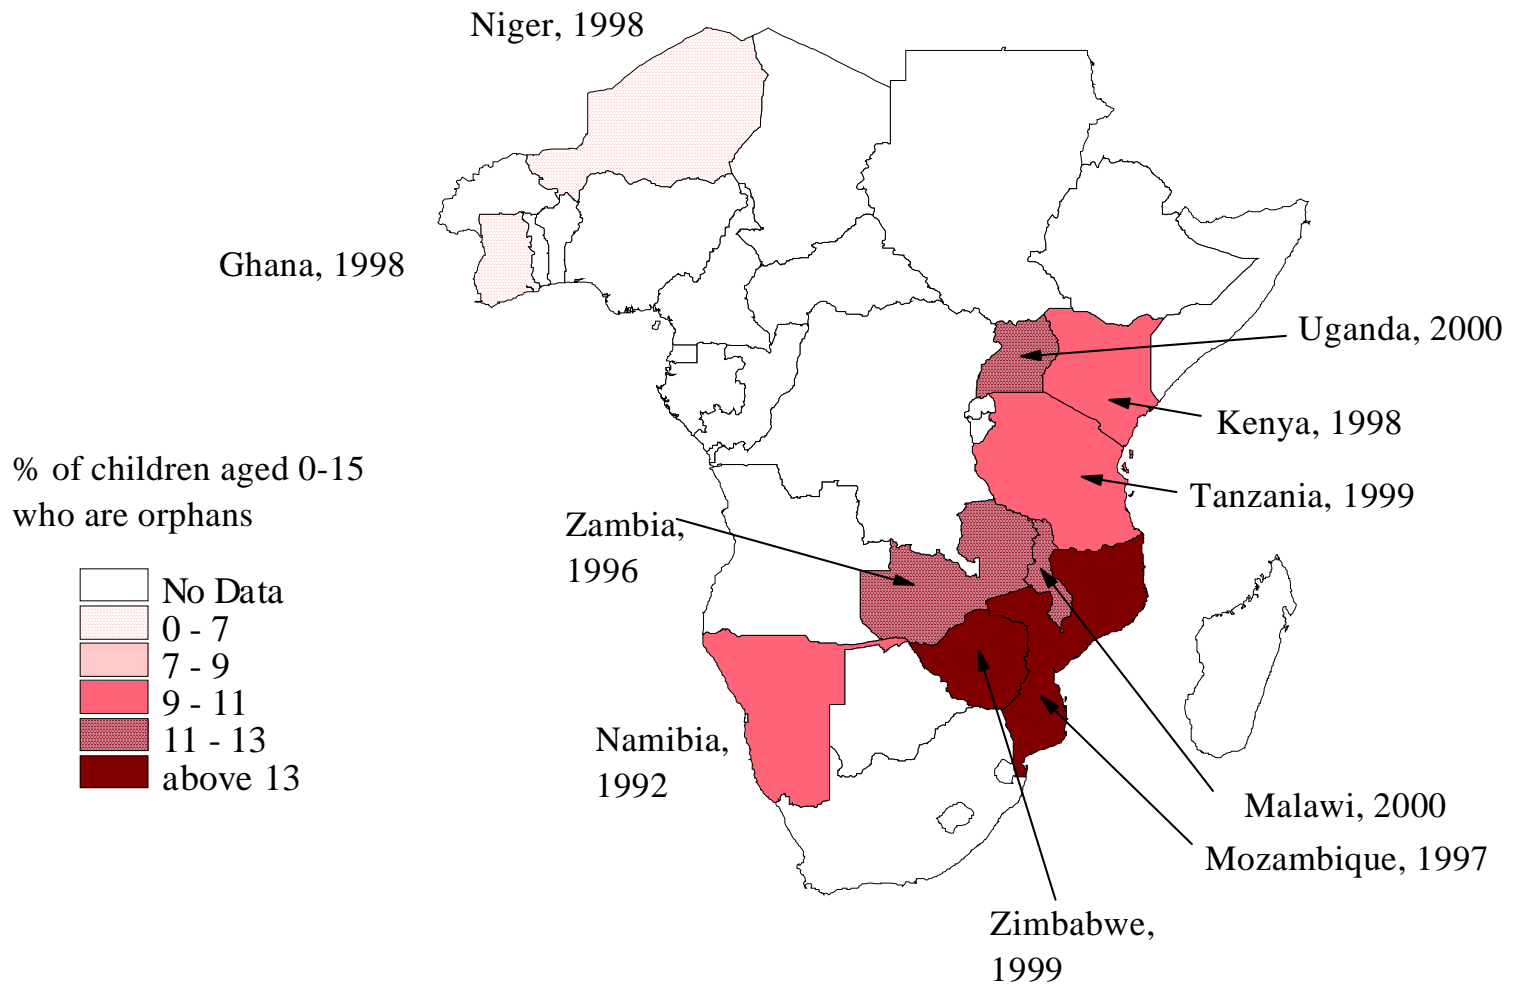 Niger, 1998
Ghana, 1998
Uganda, 2000
Kenya, 1998
% of children aged 0-15
who are orphans
Tanzania, 1999
Zambia,
1996
No Data
0 - 7
7 - 9
9 - 11
11 - 13
above 13
Namibia,
1992
Malawi, 2000
Mozambique, 1997
Zimbabwe,
1999